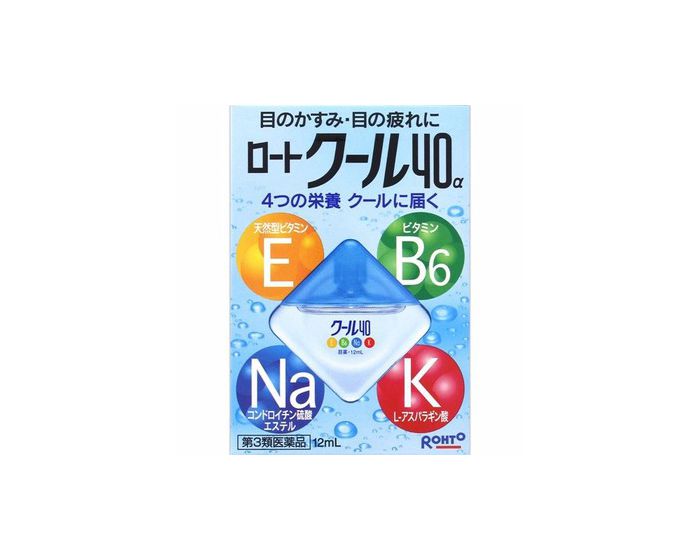 目のかすみ・目の疲れに
ロートクール40α
4つの栄養 クールに届く
天然型ビタミン
E
ビタミン
B6
クール40
E B6 Na K
目薬・12mL
Na
コンドロイチン硫酸
エステル
K
L-アスパラギン酸
第3類医薬品 12mL
ROHTO